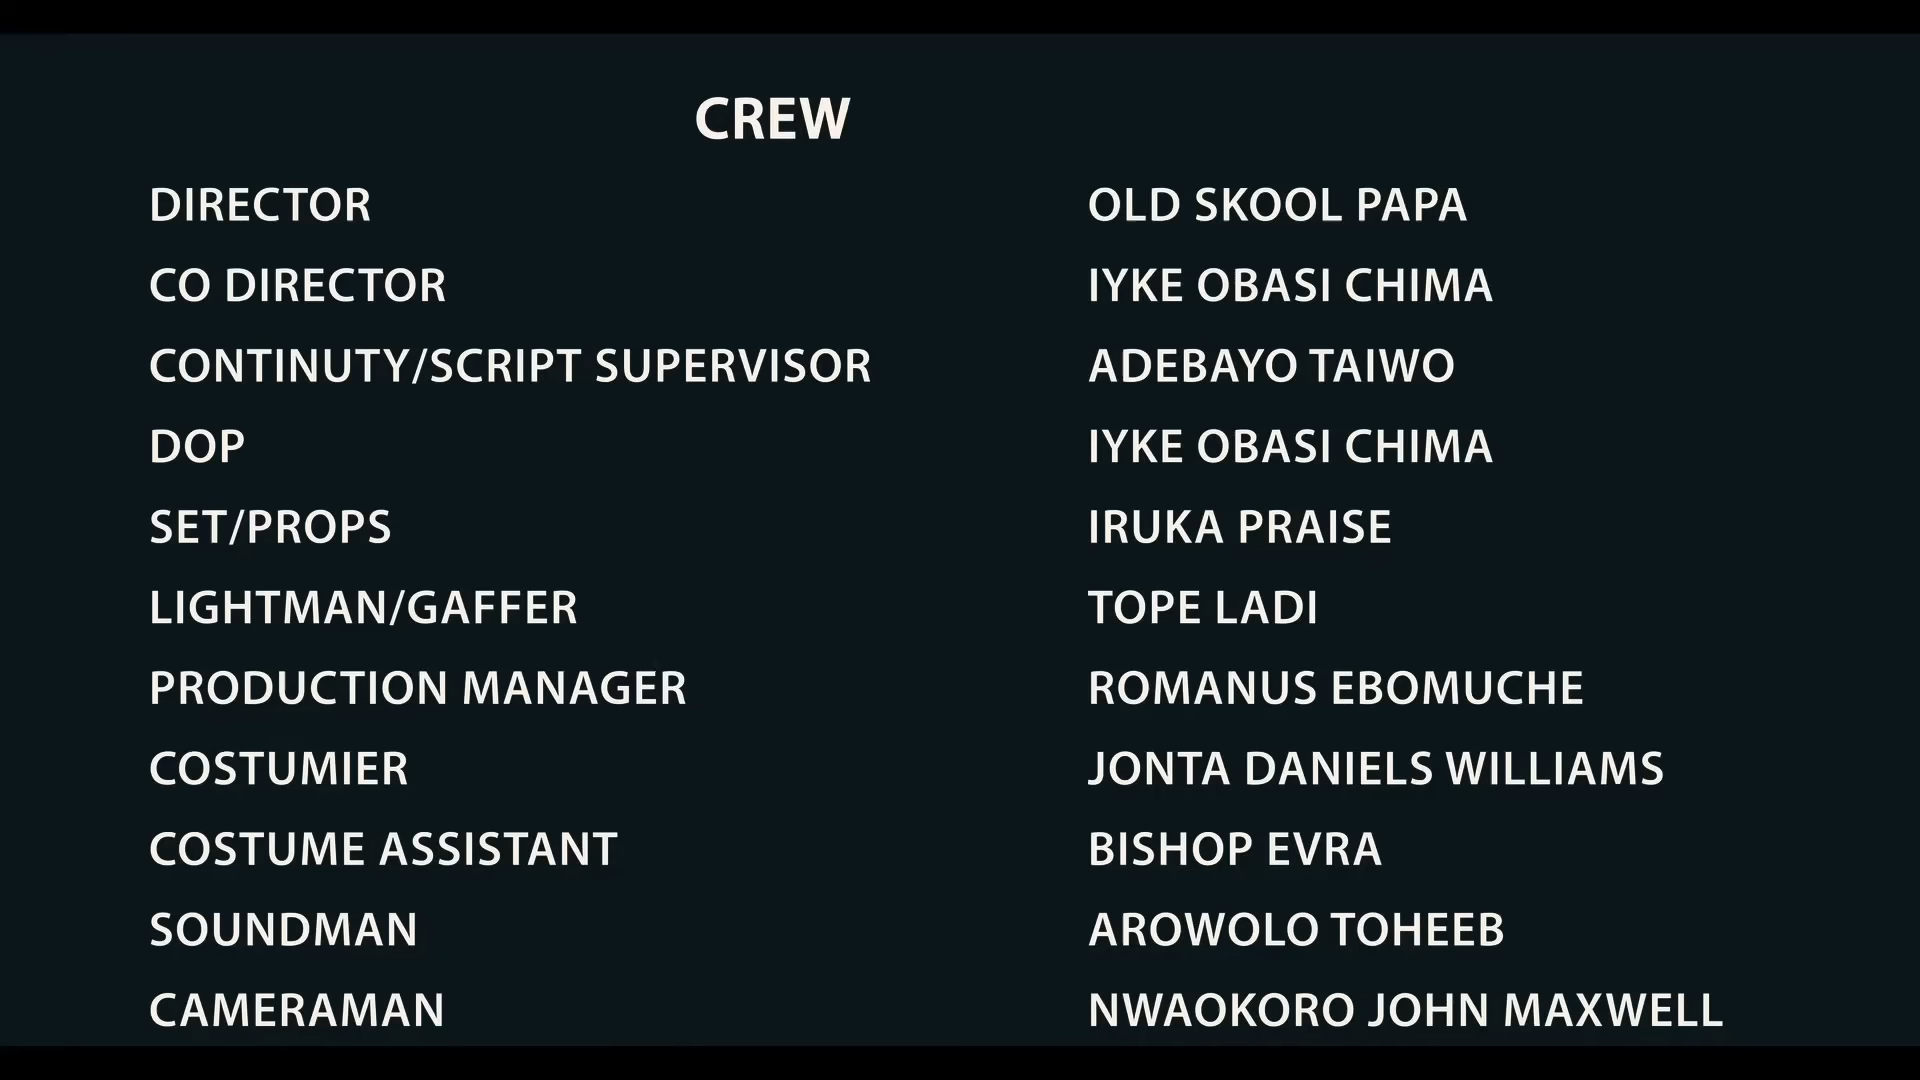 CREW
DIRECTOR OLD SKOOL PAPA
CO DIRECTOR IYKE OBASI CHIMA
CONTINUTY/SCRIPT SUPERVISOR ADEBAYO TAIWO
DOP IYKE OBASI CHIMA
SET/PROPS IRUKA PRAISE
LIGHTMAN/GAFFER TOPE LADI
PRODUCTION MANAGER ROMANUS EBOMUCHE
COSTUMIER JONTA DANIELS WILLIAMS
COSTUME ASSISTANT BISHOP EVRA
SOUNDMAN AROWOLO TOHEEB
CAMERAMAN NWAOKORO JOHN MAXWELL